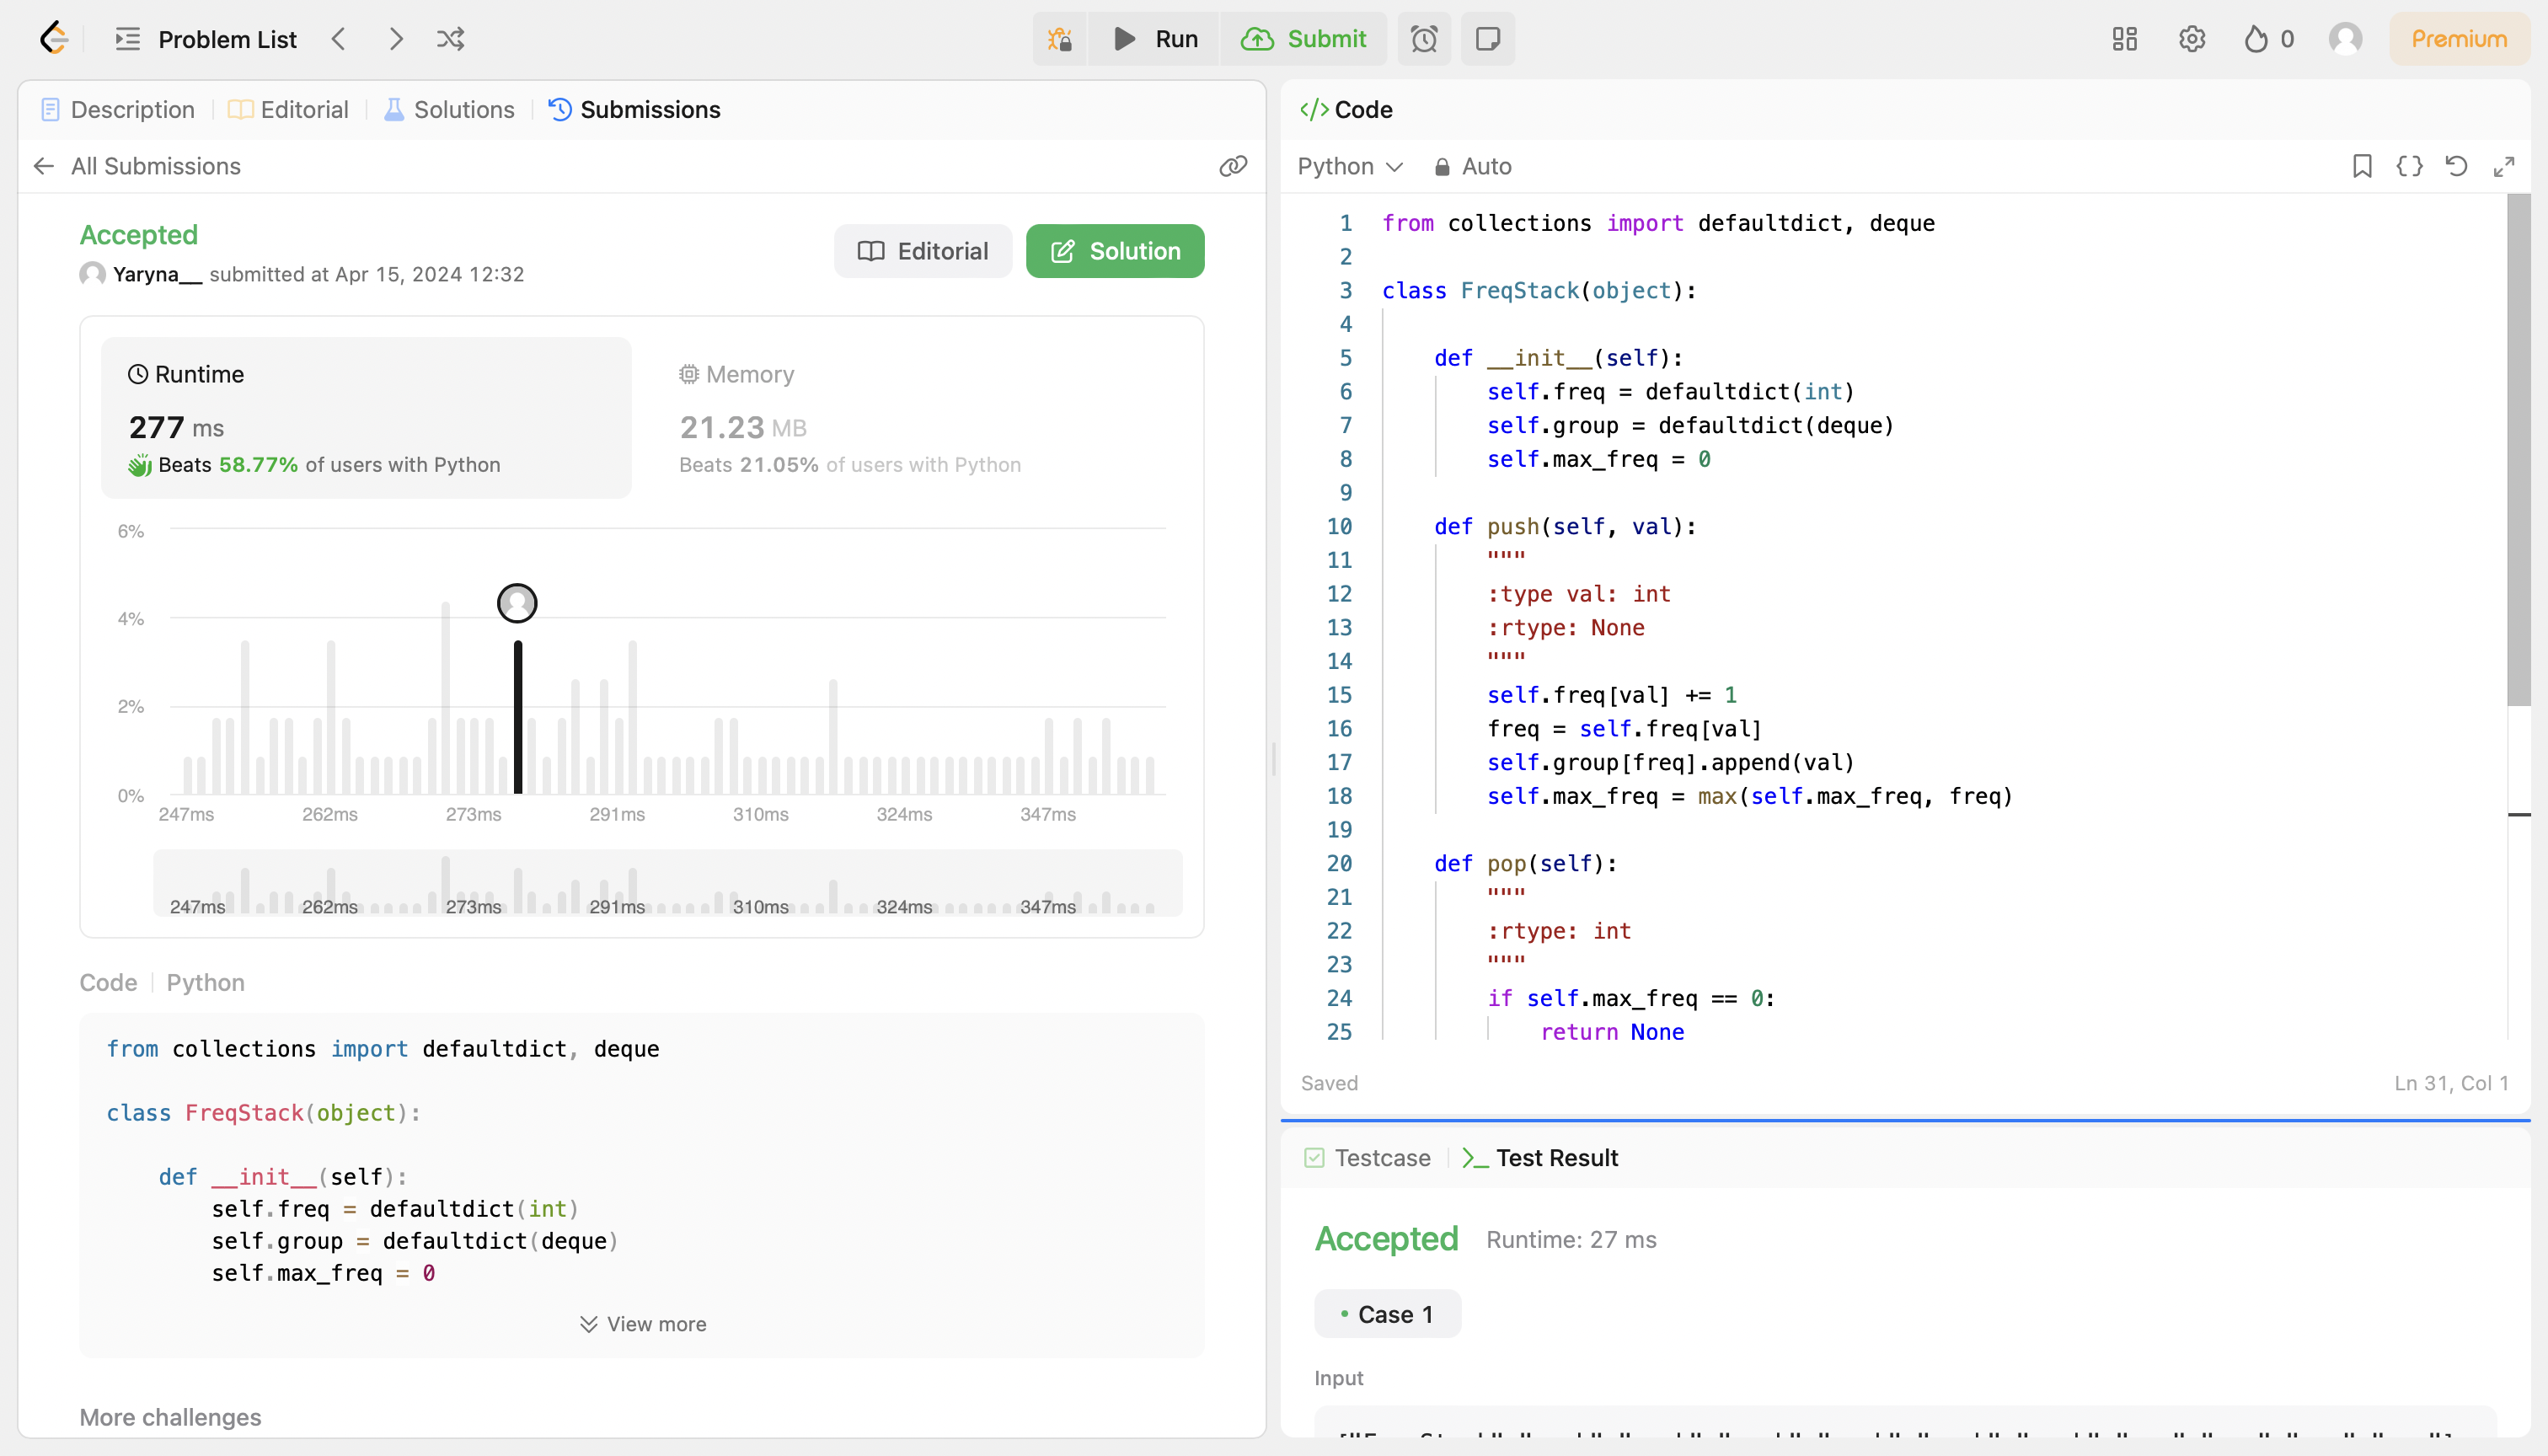 Problem List
Run
Submit
0
Premium
Description
Editorial
Solutions
Submissions
All Submissions
Accepted
Yaryna__ submitted at Apr 15, 2024 12:32
Editorial
Solution
Runtime
277 ms
Beats 58.77% of users with Python
Memory
21.23 MB
Beats 21.05% of users with Python
6%
4%
2%
0%
247ms 262ms 273ms 291ms 310ms 324ms 347ms
247ms 262ms 273ms 291ms 310ms 324ms 347ms
Code
Python
from collections import defaultdict, deque
class FreqStack(object):
def __init__(self):
self.freq = defaultdict(int)
self.group = defaultdict(deque)
self.max_freq = 0
View more
More challenges
</> Code
Python
Auto
1 from collections import defaultdict, deque
2
3 class FreqStack(object):
4
5 def __init__(self):
6 self.freq = defaultdict(int)
7 self.group = defaultdict(deque)
8 self.max_freq = 0
9
10 def push(self, val):
11 """
12 :type val: int
13 :rtype: None
14 """
15 self.freq[val] += 1
16 freq = self.freq[val]
17 self.group[freq].append(val)
18 self.max_freq = max(self.max_freq, freq)
19
20 def pop(self):
21 """
22 :rtype: int
23 """
24 if self.max_freq == 0:
25 return None
Saved
Ln 31, Col 1
Testcase
Test Result
Accepted
Runtime: 27 ms
Case 1
Input